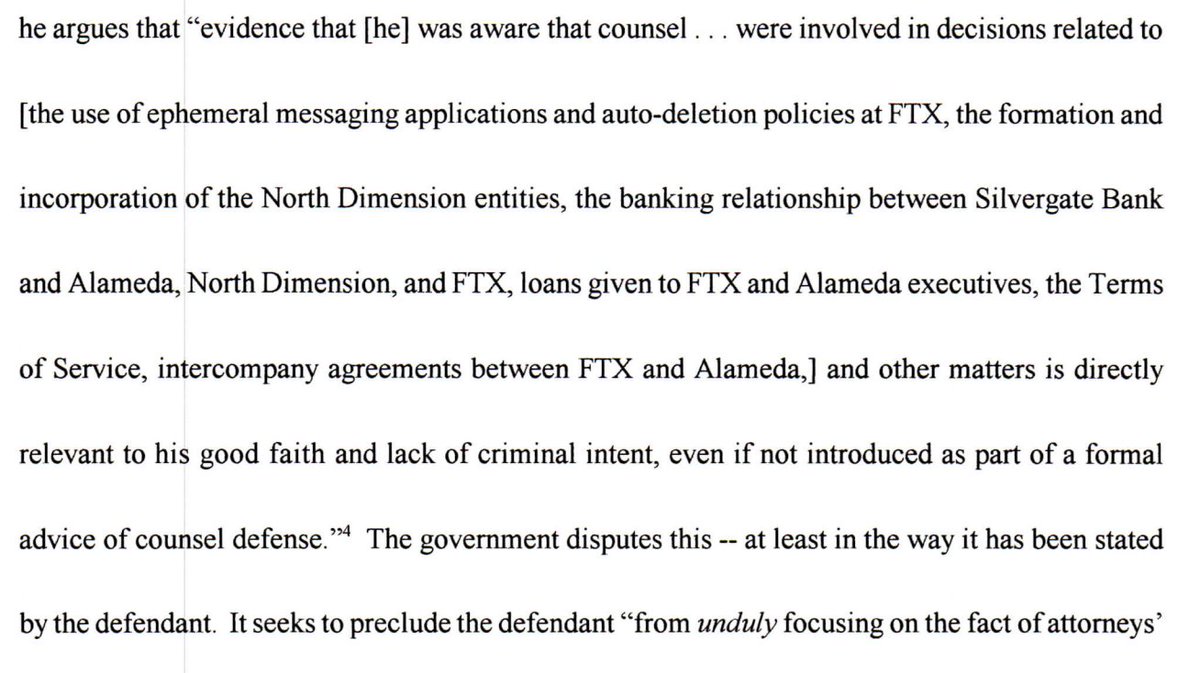 he argues that “evidence that [he] was aware that counsel . . . were involved in decisions related to
[the use of ephemeral messaging applications and auto-deletion policies at FTX, the formation and
incorporation of the North Dimension entities, the banking relationship between Silvergate Bank
and Alameda, North Dimension, and FTX, loans given to FTX and Alameda executives, the Terms
of Service, intercompany agreements between FTX and Alameda,] and other matters is directly
relevant to his good faith and lack of criminal intent, even if not introduced as part of a formal
advice of counsel defense.”4 The government disputes this -- at least in the way it has been stated
by the defendant. It seeks to preclude the defendant “from unduly focusing on the fact of attorneys’